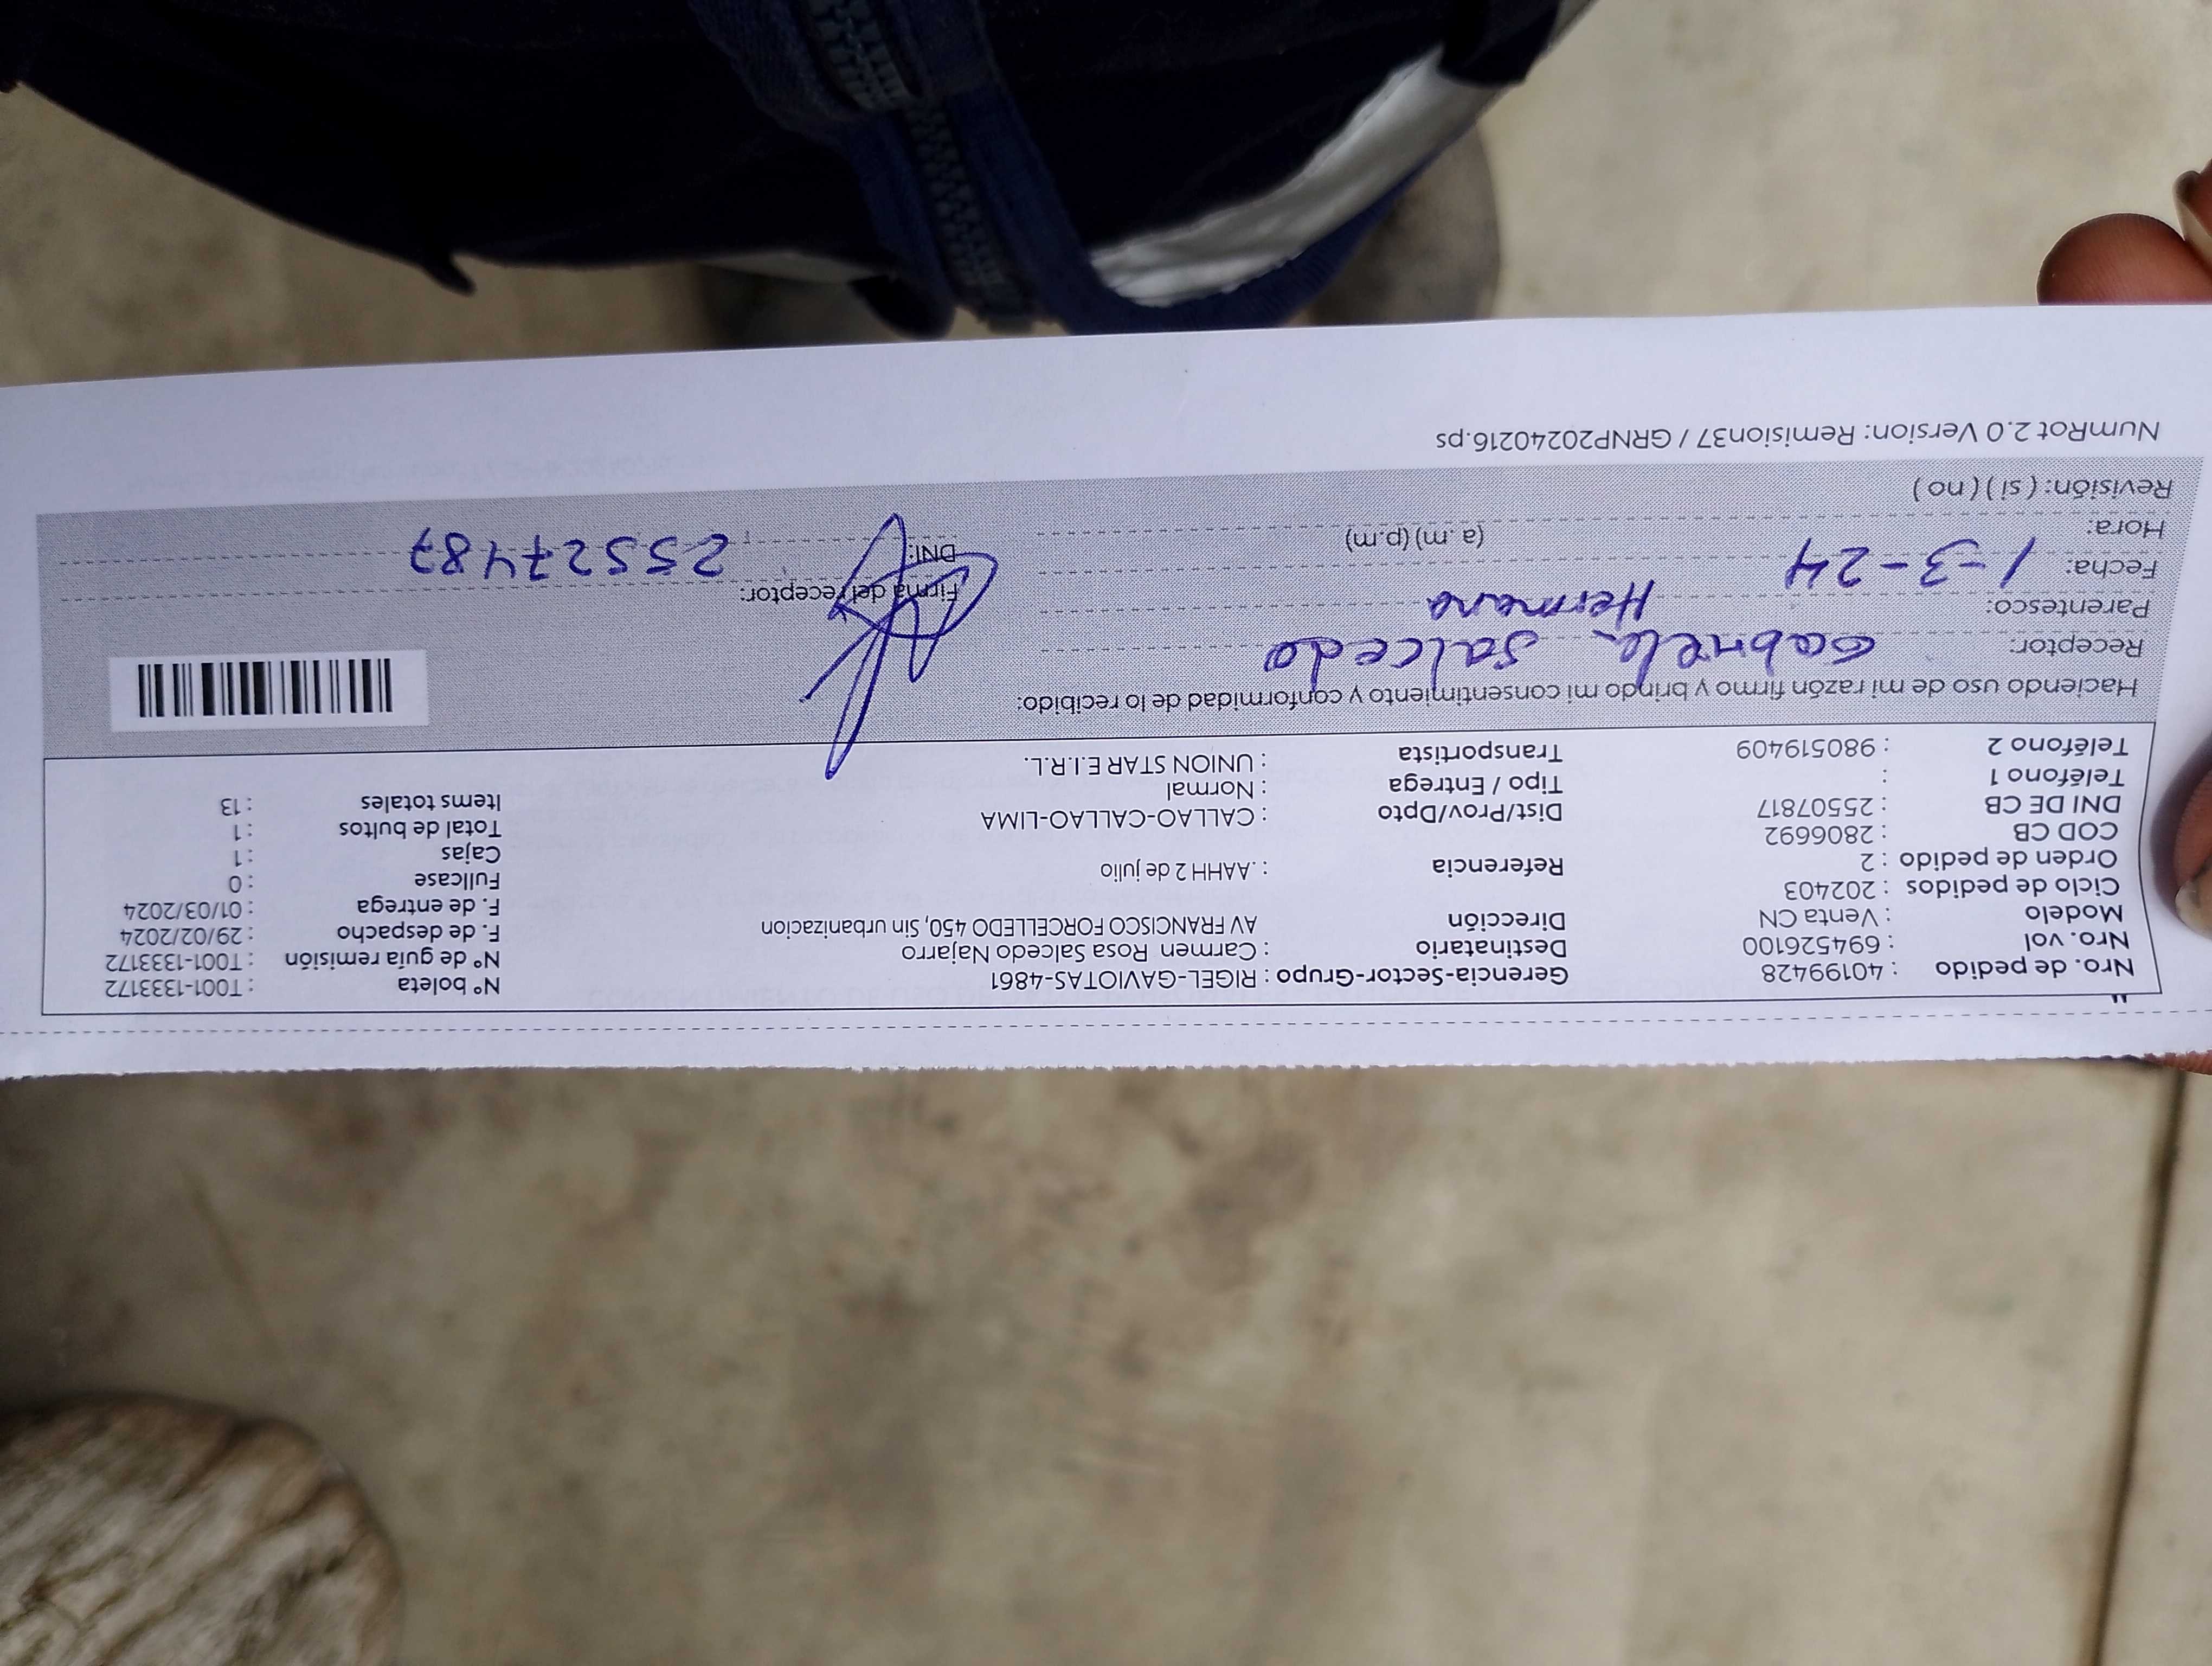 Nro. de pedido : 40199428 Gerencia-Sector-Grupo : RIGEL-GAVIOTAS-4861 N° boleta : T001-1333172
Nro. vol : 694526100 Destinatario : Carmen Rosa Salcedo Najarro N° de guía remisión : T001-1333172
Modelo : Venta CN Dirección AV FRANCISCO FORCELLEDO 450, Sin urbanizacion F. de despacho : 29/02/2024
Ciclo de pedidos : 202403 F. de entrega : 01/03/2024
Orden de pedido : 2 Referencia : .AAHH 2 de julio Fullcase : 0
COD CB : 2806692 Cajas : 1
DNI DE CB : 25507817 Dist/Prov/Dpto : CALLAO-CALLAO-LIMA Total de bultos : 1
Teléfono 1 : Tipo / Entrega : Normal Items totales : 13
Teléfono 2 : 980519409 Transportista : UNION STAR E.I.R.L.
Haciendo uso de mi razón firmo y brindo mi consentimiento y conformidad de lo recibido:
Receptor: Gabriela Salcedo
Parentesco: Hermana Firma del receptor:
Fecha: 1-3-24 DNI: 25527487
Hora: (a.m) (p.m)
Revisión: ( si ) ( no )
NumRot 2.0 Version: Remision37 / GRNP20240216.ps